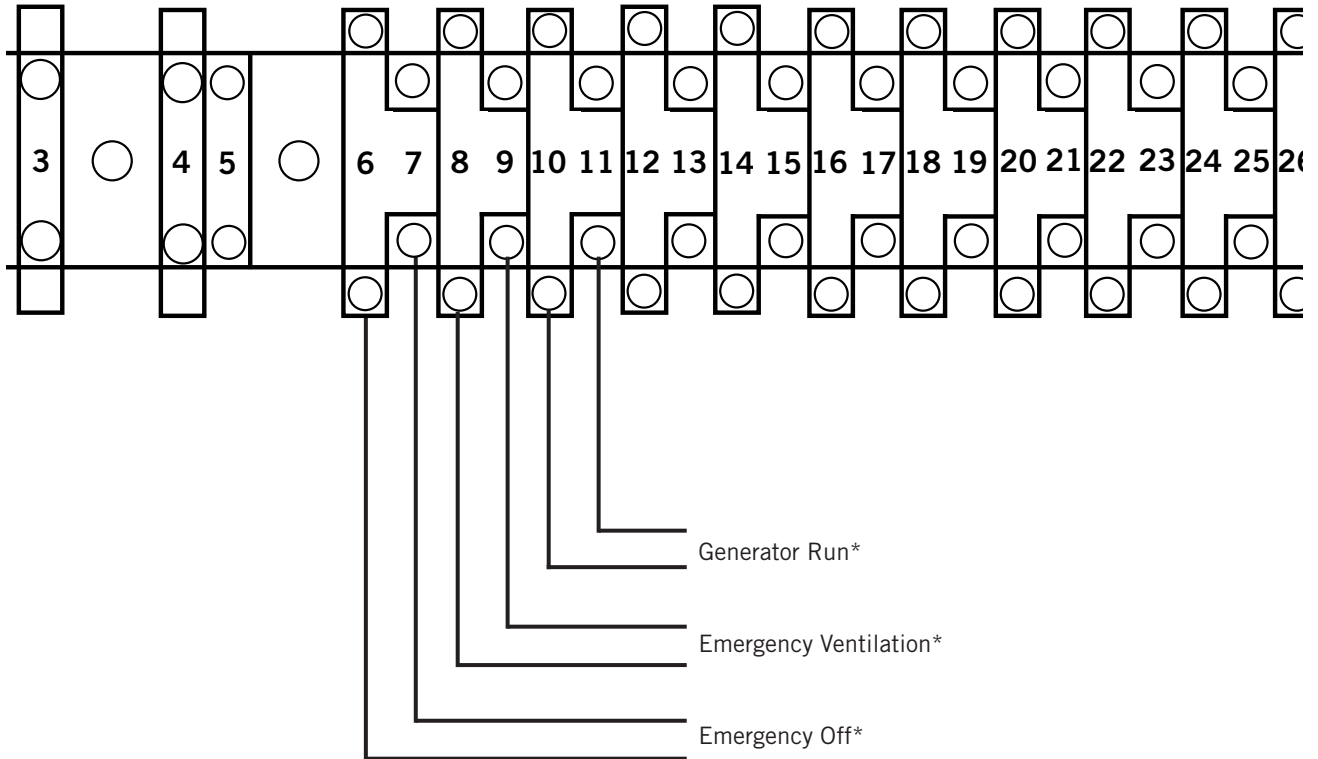 3 4 5 6 7 8 9 10 11 12 13 14 15 16 17 18 19 20 21 22 23 24 25 26
Generator Run*
Emergency Ventilation*
Emergency Off*